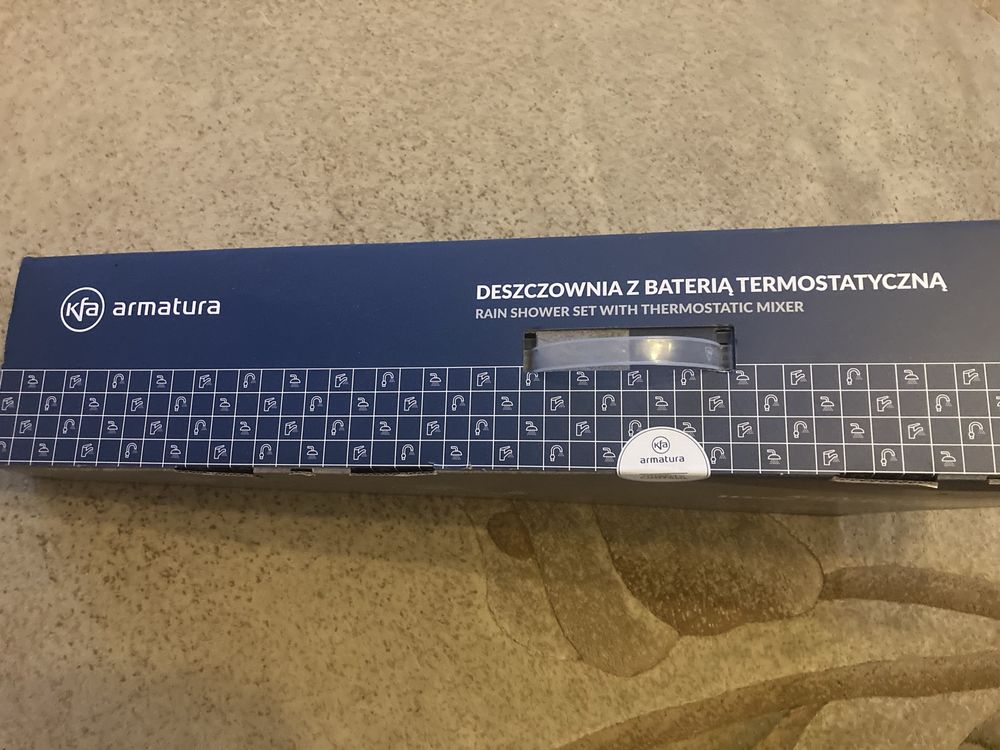 kfa armatura
DESZCZOWNIA Z BATERIĄ TERMOSTATYCZNĄ
RAIN SHOWER SET WITH THERMOSTATIC MIXER
kfa
armatura